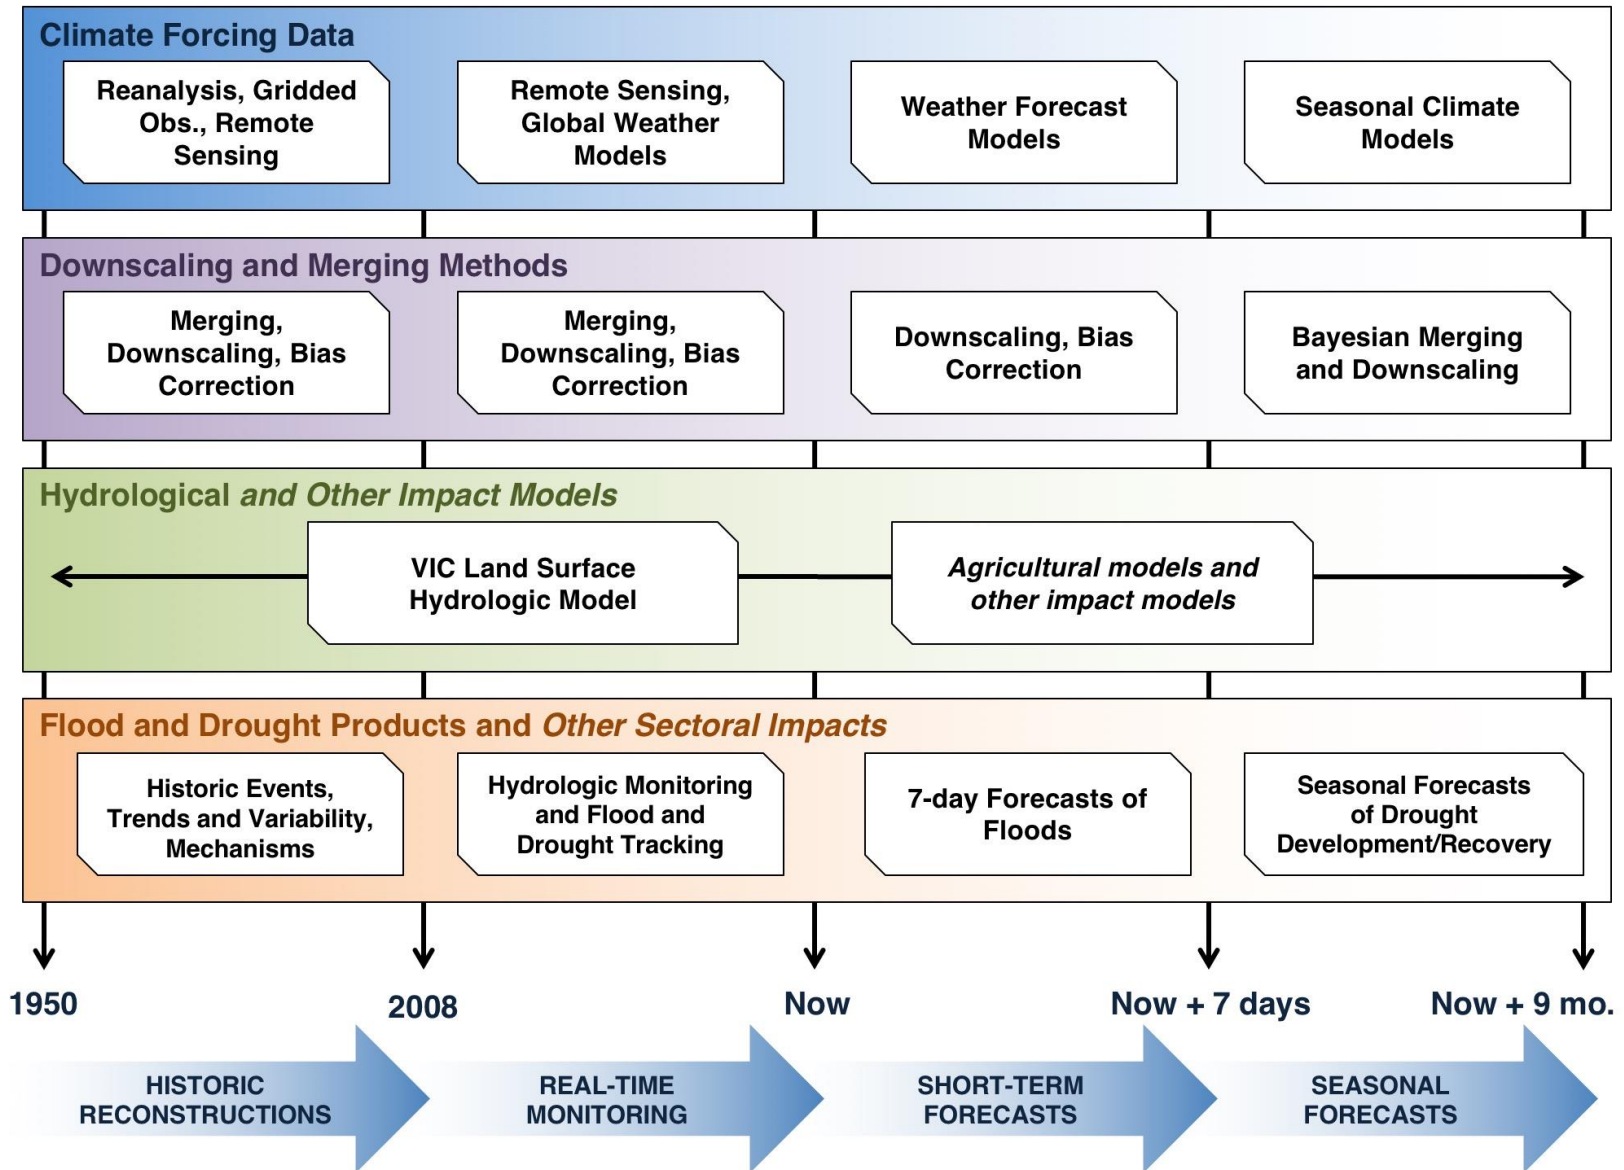 Climate Forcing Data
Reanalysis, Gridded
Obs., Remote
Sensing
Remote Sensing,
Global Weather
Models
Weather Forecast
Models
Seasonal Climate
Models
Downscaling and Merging Methods
Merging,
Downscaling, Bias
Correction
Merging,
Downscaling, Bias
Correction
Downscaling, Bias
Correction
Bayesian Merging
and Downscaling
Hydrological and Other Impact Models
VIC Land Surface
Hydrologic Model
Agricultural models and
other impact models
Flood and Drought Products and Other Sectoral Impacts
Historic Events,
Trends and Variability,
Mechanisms
Hydrologic Monitoring
and Flood and
Drought Tracking
7-day Forecasts of
Floods
Seasonal Forecasts
of Drought
Development/Recovery
1950
2008
Now
Now + 7 days
Now + 9 mo.
HISTORIC
RECONSTRUCTIONS
REAL-TIME
MONITORING
SHORT-TERM
FORECASTS
SEASONAL
FORECASTS